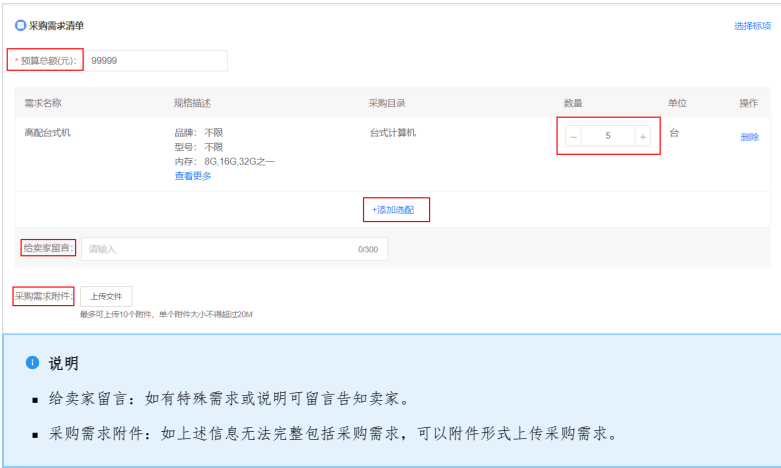 采购需求清单 选择标项
* 预算总额(元): 99999
需求名称 规格描述 采购目录 数量 单位 操作
高配台式机 品牌: 不限 台式计算机 - 5 + 台 删除
型号: 不限
内存: 8G,16G,32G之一
查看更多
+添加选配
给卖家留言: 请输入 0/300
采购需求附件: 上传文件
最多可上传10个附件，单个附件大小不得超过20M
说明
▪ 给卖家留言：如有特殊需求或说明可留言告知卖家。
▪ 采购需求附件：如上述信息无法完整包括采购需求，可以附件形式上传采购需求。